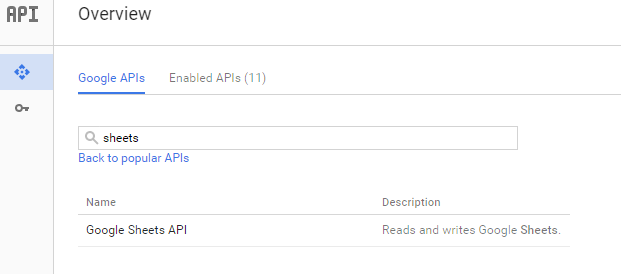 API Overview
Google APIs Enabled APIs (11)
sheets
Back to popular APIs
Name Description
Google Sheets API Reads and writes Google Sheets.